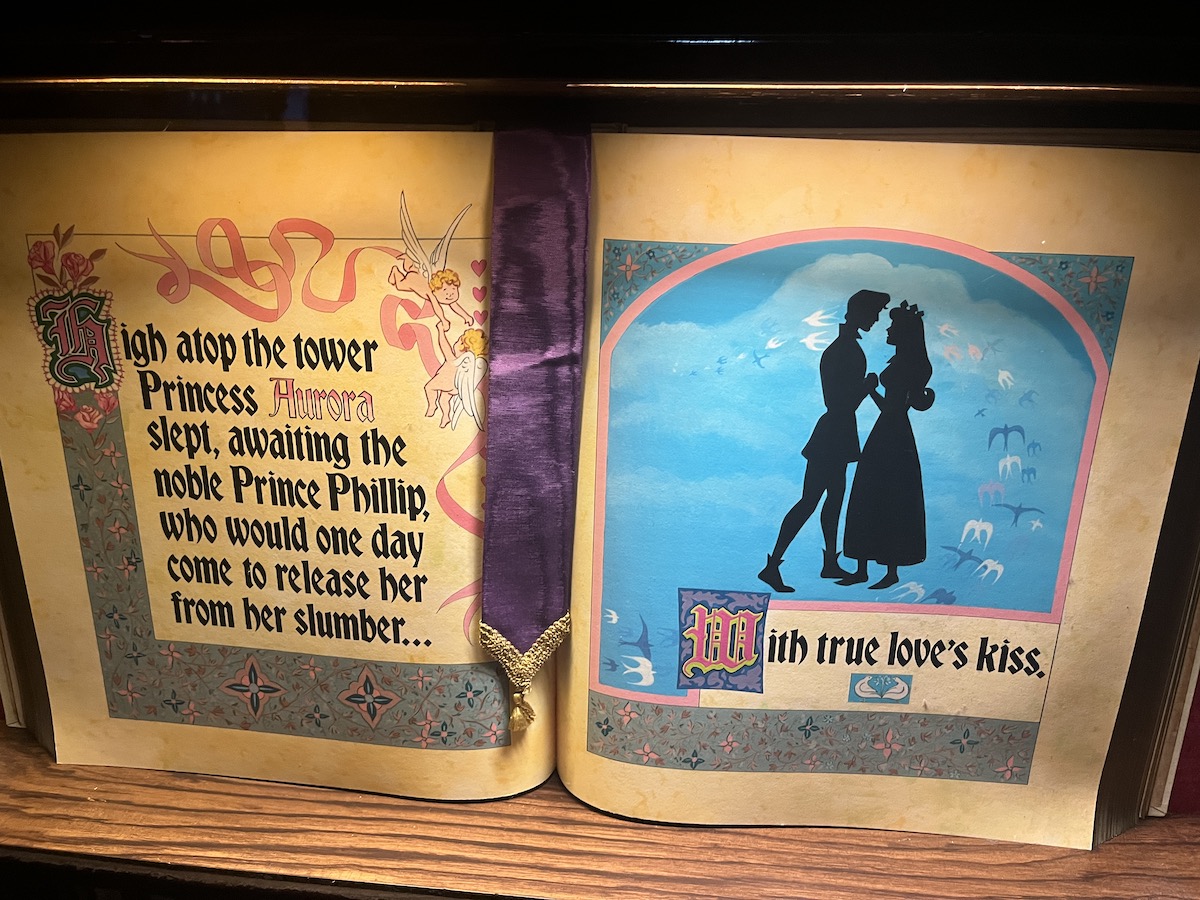 High atop the tower
Princess Aurora
slept, awaiting the
noble Prince Phillip,
who would one day
come to release her
from her slumber...
With true love's kiss.